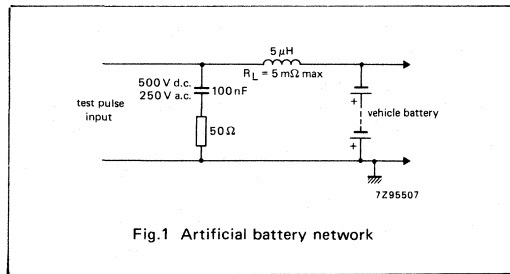 5 μH
R_L = 5 mΩ max
500 V d.c.
250 V a.c.
100 nF
test pulse
input
50 Ω
+
vehicle battery
+
7Z95507
Fig.1 Artificial battery network